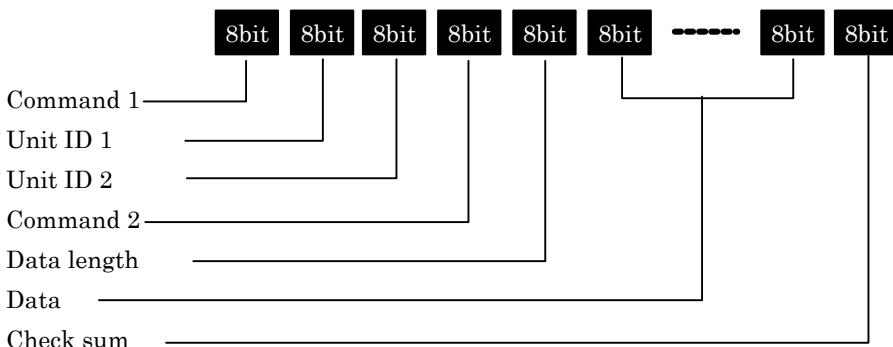 8bit 8bit 8bit 8bit 8bit 8bit 8bit 8bit
Command 1
Unit ID 1
Unit ID 2
Command 2
Data length
Data
Check sum